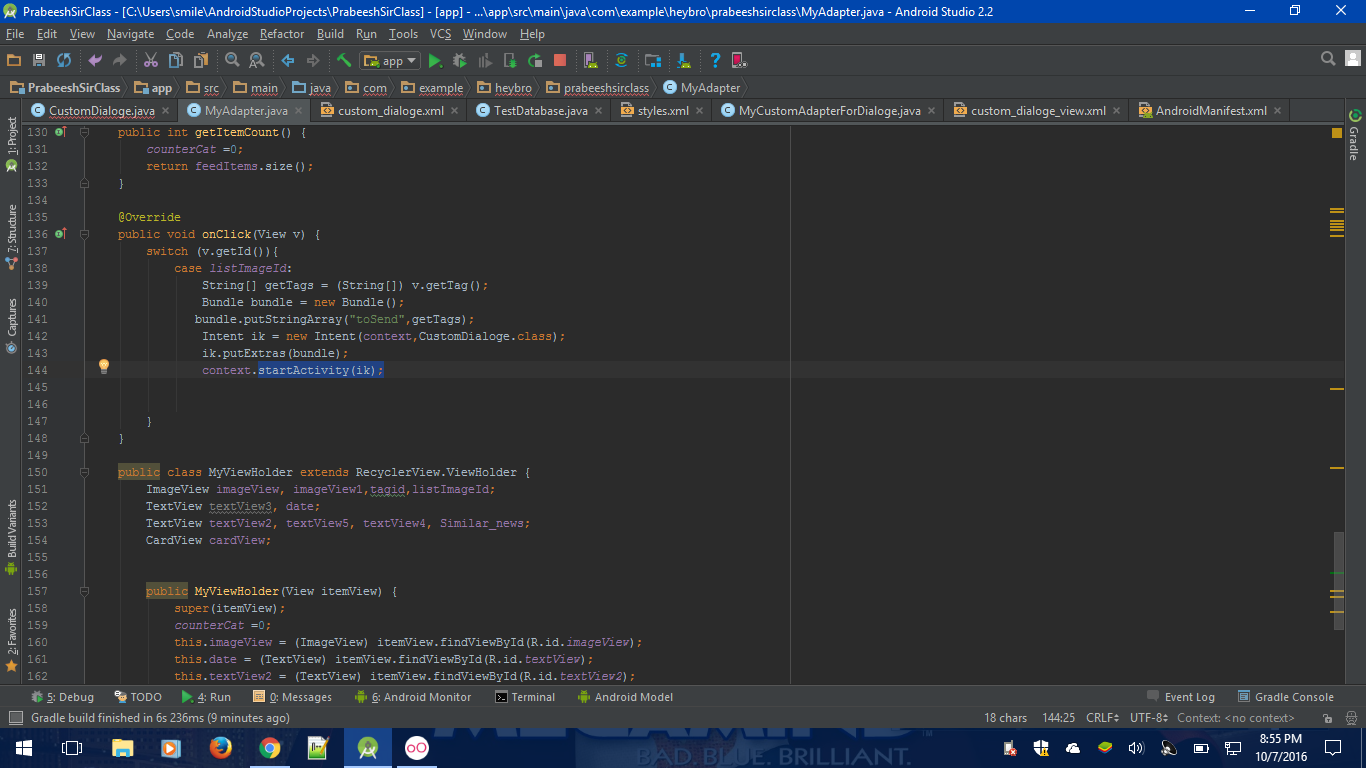 PrabeeshSirClass - [C:\Users\smile\AndroidStudioProjects\PrabeeshSirClass] - [app] - ...\app\src\main\java\com\example\heybro\prabeeshsirclass\MyAdapter.java - Android Studio 2.2
File Edit View Navigate Code Analyze Refactor Build Run Tools VCS Window Help
app
PrabeeshSirClass app src main java com example heybro prabeeshsirclass MyAdapter
CustomDialoge.java MyAdapter.java custom_dialoge.xml TestDatabase.java styles.xml MyCustomAdapterForDialoge.java custom_dialoge_view.xml AndroidManifest.xml
1: Project
7: Structure
Captures
Build Variants
2: Favorites
Gradle
130 public int getItemCount() {
131 counterCat =0;
132 return feedItems.size();
133 }
134
135 @Override
136 public void onClick(View v) {
137 switch (v.getId()){
138 case listImageId:
139 String[] getTags = (String[]) v.getTag();
140 Bundle bundle = new Bundle();
141 bundle.putStringArray("toSend",getTags);
142 Intent ik = new Intent(context,CustomDialoge.class);
143 ik.putExtras(bundle);
144 context.startActivity(ik);
145
146
147 }
148 }
149
150 public class MyViewHolder extends RecyclerView.ViewHolder {
151 ImageView imageView, imageView1,tagid,listImageId;
152 TextView textView3, date;
153 TextView textView2, textView5, textView4, Similar_news;
154 CardView cardView;
155
156
157 public MyViewHolder(View itemView) {
158 super(itemView);
159 counterCat =0;
160 this.imageView = (ImageView) itemView.findViewById(R.id.imageView);
161 this.date = (TextView) itemView.findViewById(R.id.textView);
162 this.textView2 = (TextView) itemView.findViewById(R.id.textView2);
5: Debug TODO 4: Run 0: Messages 6: Android Monitor Terminal Android Model Event Log Gradle Console
Gradle build finished in 6s 236ms (9 minutes ago) 18 chars 144:25 CRLF UTF-8 Context: <no context>
BAD. BLUE. BRILLIANT.
8:55 PM
10/7/2016